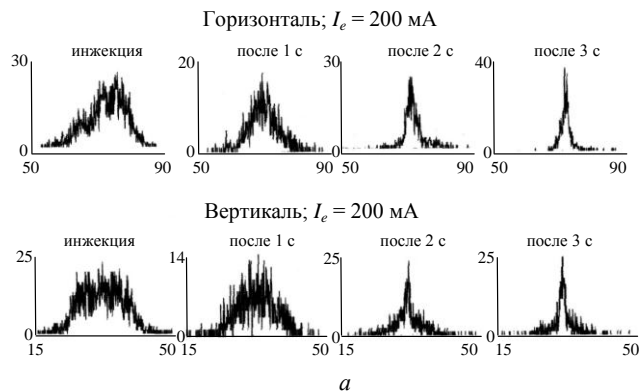 Горизонталь; Iₑ = 200 мА
инжекция после 1 с после 2 с после 3 с
30 20 30 40
0 0 0 0
50 90 50 90 50 90 50 90
Вертикаль; Iₑ = 200 мА
инжекция после 1 с после 2 с после 3 с
25 14 25 25
0 0 0 0
15 50 15 50 15 50 15 50
а